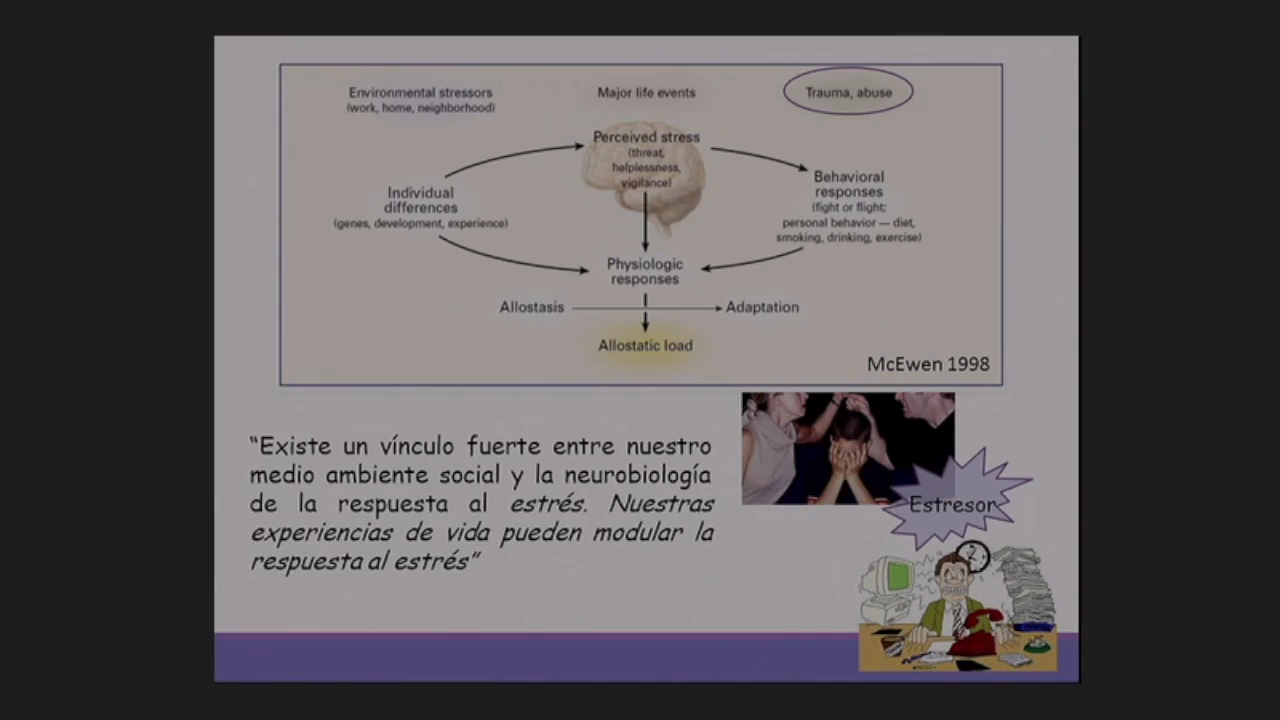 Environmental stressors
(work, home, neighborhood)
Major life events
Trauma, abuse
Perceived stress
(threat,
helplessness,
vigilance)
Individual
differences
(genes, development, experience)
Behavioral
responses
(fight or flight;
personal behavior — diet,
smoking, drinking, exercise)
Physiologic
responses
Allostasis
Adaptation
Allostatic load
McEwen 1998
“Existe un vínculo fuerte entre nuestro
medio ambiente social y la neurobiología
de la respuesta al estrés. Nuestras
experiencias de vida pueden modular la
respuesta al estrés”
Estresor